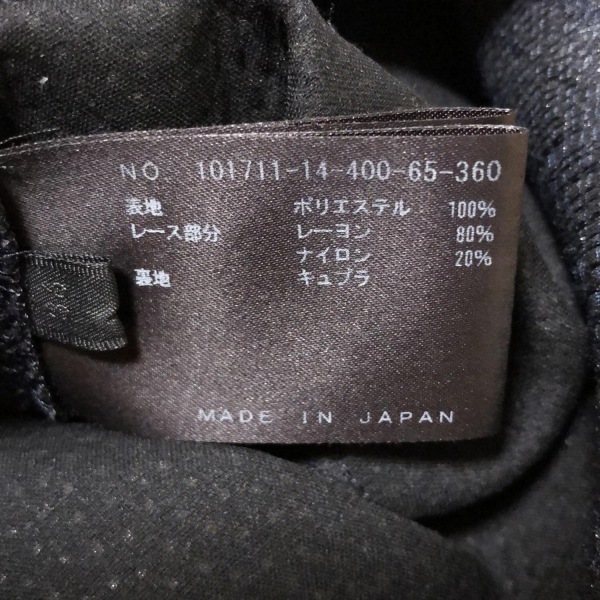 NO 101711-14-400-65-360
表地 ポリエステル 100%
レース部分 レーヨン 80%
ナイロン 20%
裏地 キュプラ
MADE IN JAPAN